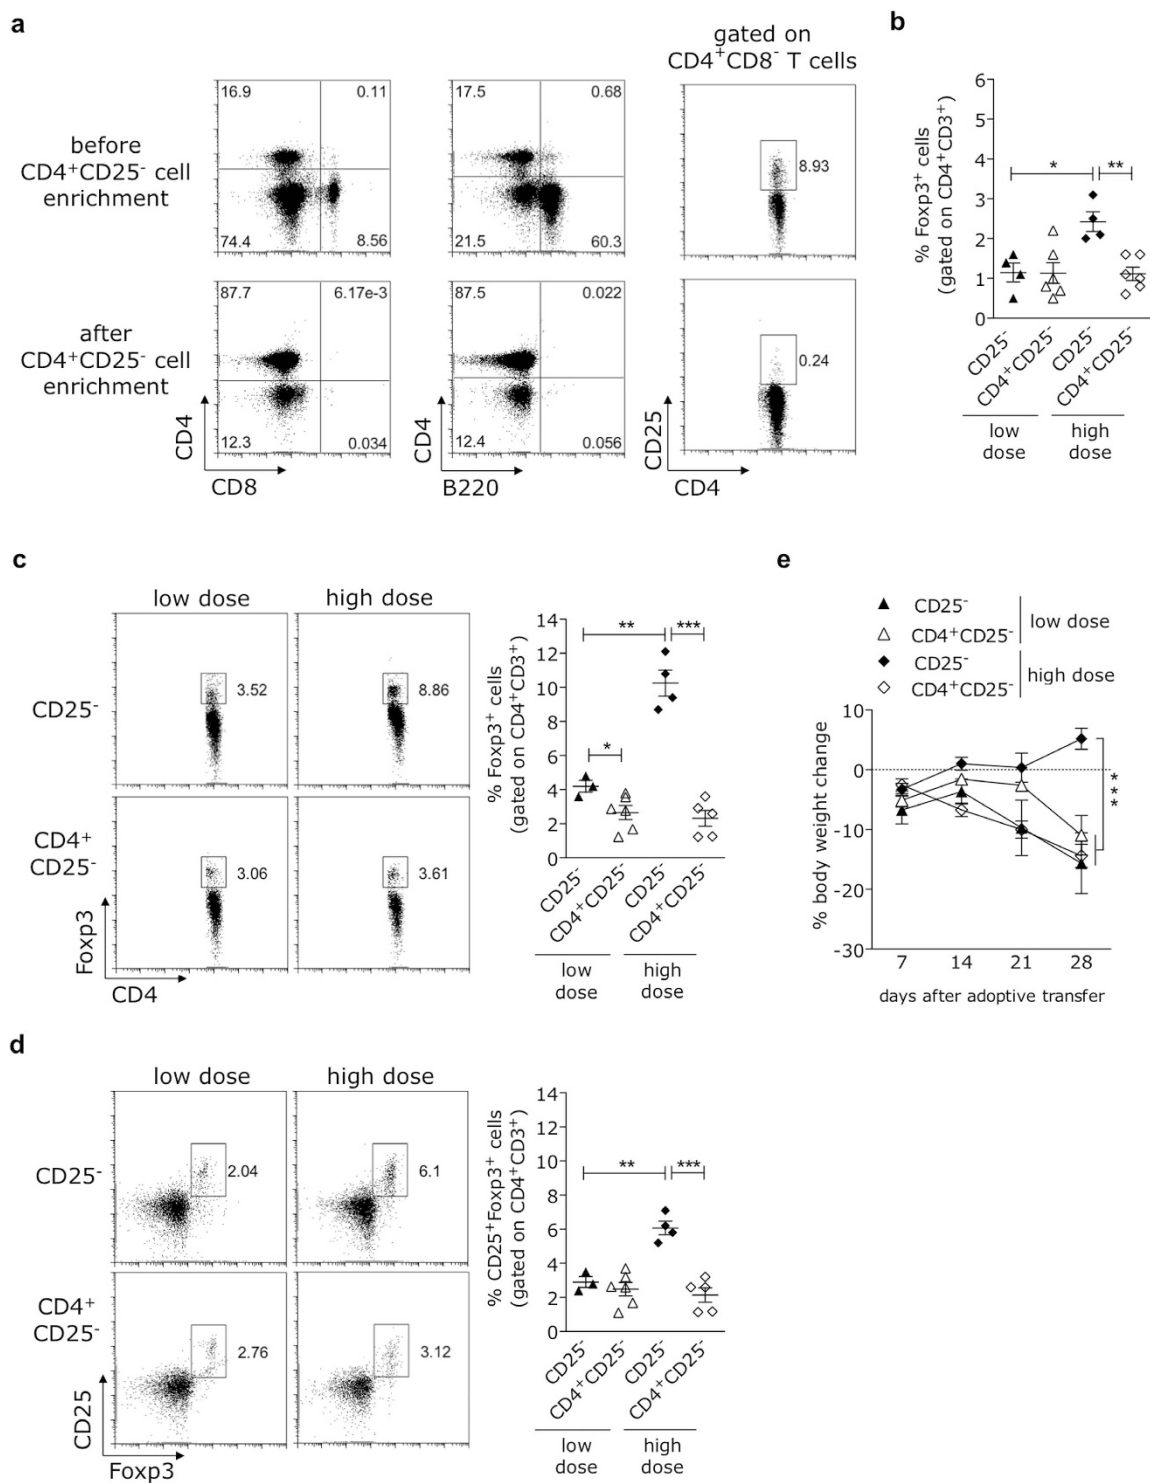 a
gated on
CD4⁺CD8⁻ T cells
before
CD4⁺CD25⁻ cell
enrichment
16.9 0.11
74.4 8.56
17.5 0.68
21.5 60.3
8.93
after
CD4⁺CD25⁻ cell
enrichment
87.7 6.17e-3
12.3 0.034
87.5 0.022
12.4 0.056
0.24
CD4
CD8
CD4
B220
CD25
CD4
b
% Foxp3⁺ cells
(gated on CD4⁺CD3⁺)
6
5
4
3
2
1
0
* **
CD25⁻
CD4⁺CD25⁻
CD25⁻
CD4⁺CD25⁻
low
dose
high
dose
c
low dose high dose
CD25⁻
3.52 8.86
CD4⁺
CD25⁻
3.06 3.61
Foxp3
CD4
% Foxp3⁺ cells
(gated on CD4⁺CD3⁺)
14
12
10
8
6
4
2
0
** ***
*
CD25⁻
CD4⁺CD25⁻
CD25⁻
CD4⁺CD25⁻
low
dose
high
dose
e
CD25⁻
CD4⁺CD25⁻
low dose
CD25⁻
CD4⁺CD25⁻
high dose
% body weight change
10
0
-10
-20
-30
***
7 14 21 28
days after adoptive transfer
d
low dose high dose
CD25⁻
2.04 6.1
CD4⁺
CD25⁻
2.76 3.12
CD25
Foxp3
% CD25⁺Foxp3⁺ cells
(gated on CD4⁺CD3⁺)
14
12
10
8
6
4
2
0
** ***
CD25⁻
CD4⁺CD25⁻
CD25⁻
CD4⁺CD25⁻
low
dose
high
dose